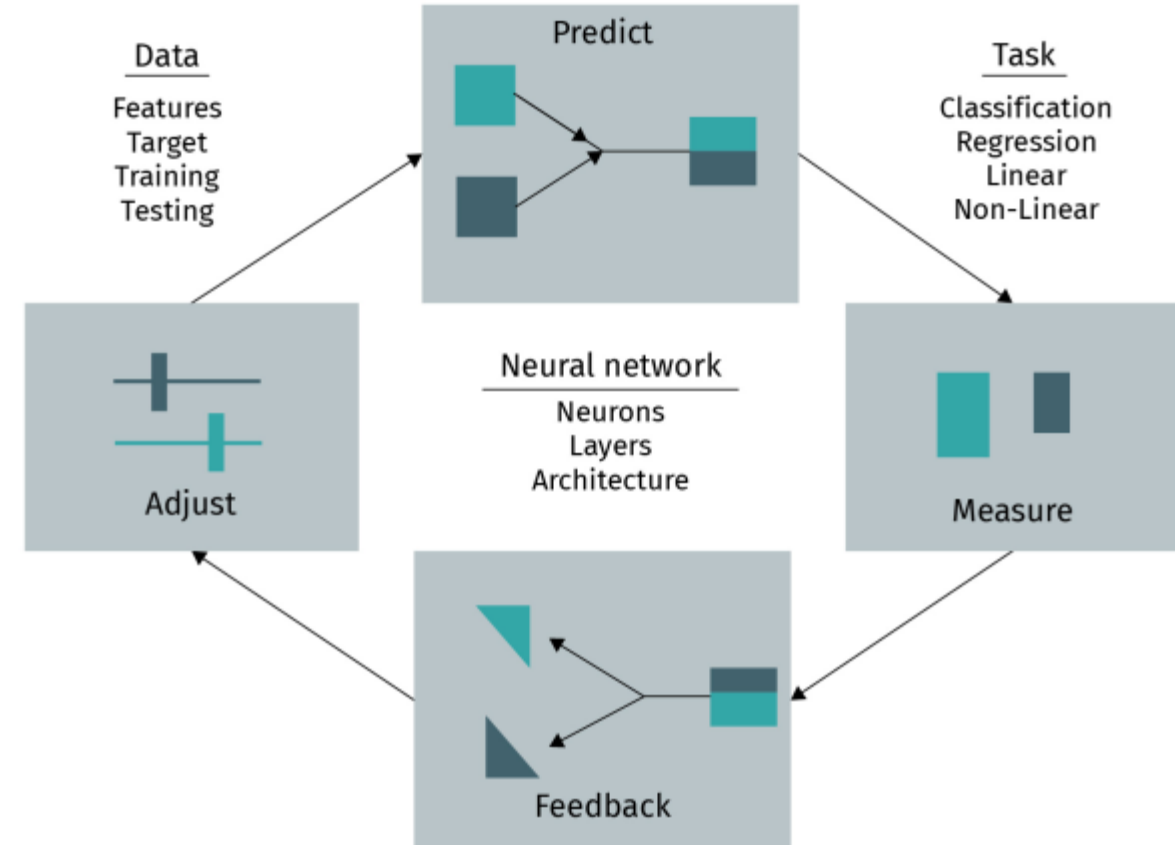 Predict
Data
Features
Target
Training
Testing
Task
Classification
Regression
Linear
Non-Linear
Neural network
Neurons
Layers
Architecture
Adjust
Measure
Feedback